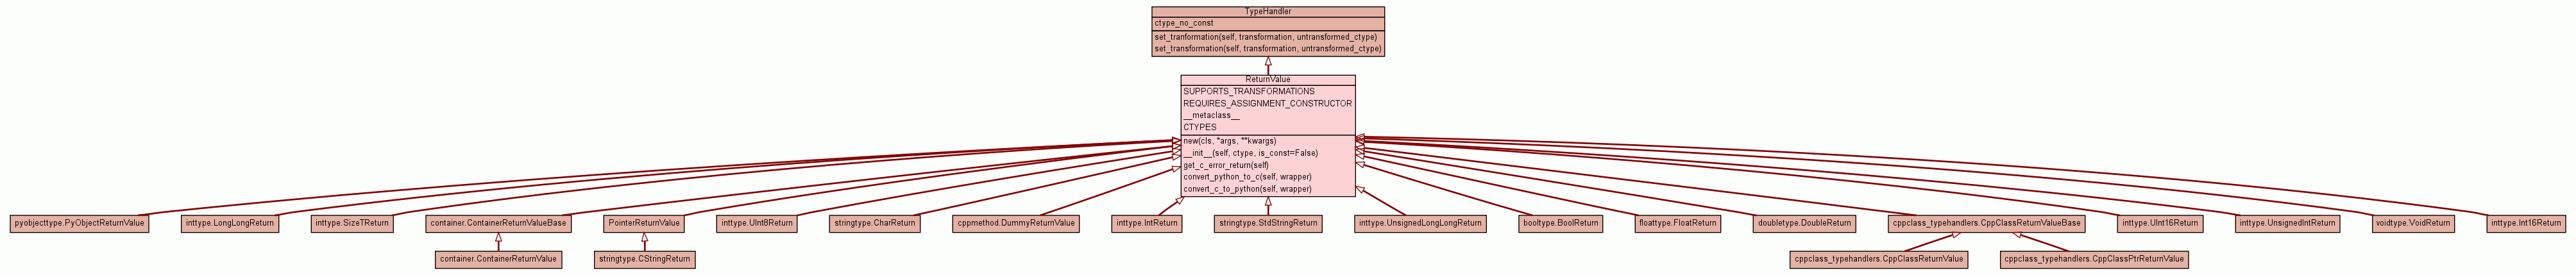 TypeHandler
ctype_no_const
set_tranformation(self, transformation, untransformed_ctype)
set_transformation(self, transformation, untransformed_ctype)
ReturnValue
SUPPORTS_TRANSFORMATIONS
REQUIRES_ASSIGNMENT_CONSTRUCTOR
__metaclass__
CTYPES
new(cls, *args, **kwargs)
__init__(self, ctype, is_const=False)
get_c_error_return(self)
convert_python_to_c(self, wrapper)
convert_c_to_python(self, wrapper)
pyobjecttype.PyObjectReturnValue
inttype.LongLongReturn
inttype.SizeTReturn
container.ContainerReturnValueBase
PointerReturnValue
inttype.UInt8Return
stringtype.CharReturn
cppmethod.DummyReturnValue
inttype.IntReturn
stringtype.StdStringReturn
inttype.UnsignedLongLongReturn
booltype.BoolReturn
floattype.FloatReturn
doubletype.DoubleReturn
cppclass_typehandlers.CppClassReturnValueBase
inttype.UInt16Return
inttype.UnsignedIntReturn
voidtype.VoidReturn
inttype.Int16Return
container.ContainerReturnValue
stringtype.CStringReturn
cppclass_typehandlers.CppClassReturnValue
cppclass_typehandlers.CppClassPtrReturnValue